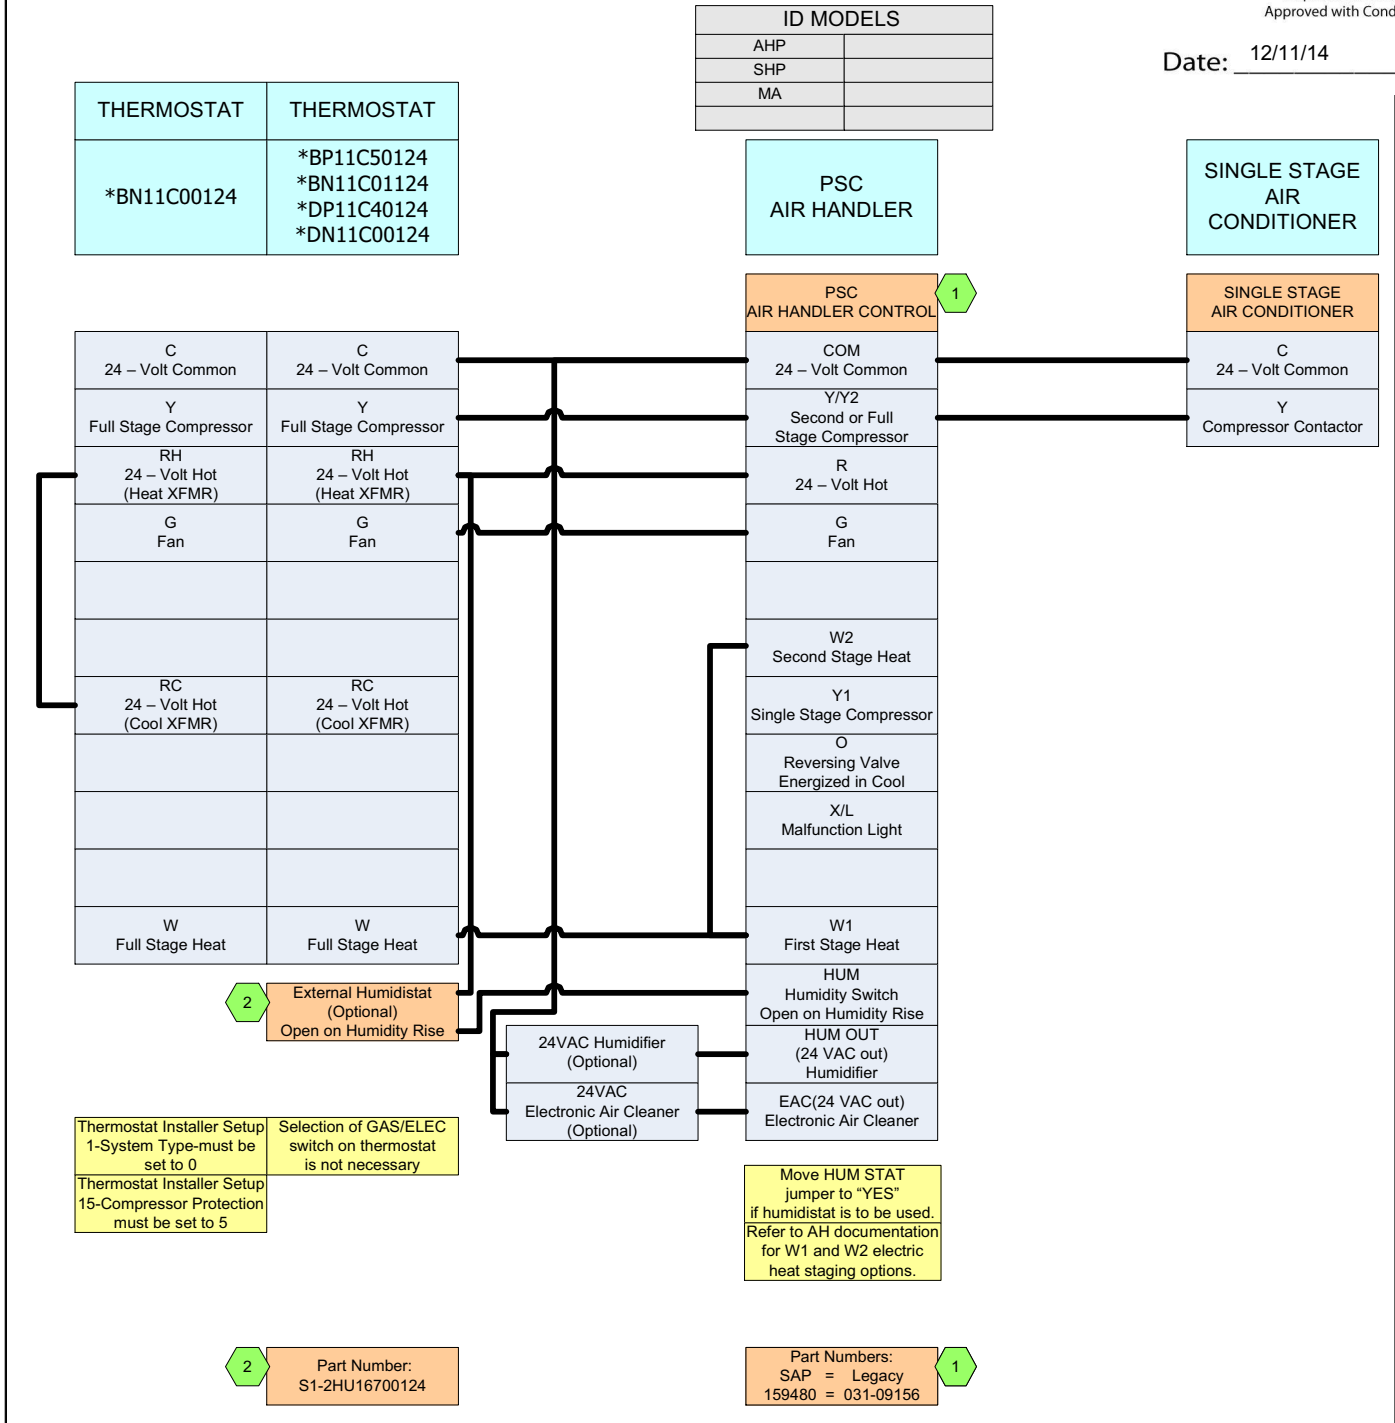 ID MODELS
AHP
SHP
MA
Approved with Cond
Date: 12/11/14
THERMOSTAT
THERMOSTAT
*BN11C00124
*BP11C50124
*BN11C01124
*DP11C40124
*DN11C00124
PSC
AIR HANDLER
SINGLE STAGE
AIR
CONDITIONER
PSC
AIR HANDLER CONTROL
1
SINGLE STAGE
AIR CONDITIONER
C
24 – Volt Common
C
24 – Volt Common
COM
24 – Volt Common
C
24 – Volt Common
Y
Full Stage Compressor
Y
Full Stage Compressor
Y/Y2
Second or Full
Stage Compressor
Y
Compressor Contactor
RH
24 – Volt Hot
(Heat XFMR)
RH
24 – Volt Hot
(Heat XFMR)
R
24 – Volt Hot
G
Fan
G
Fan
G
Fan
W2
Second Stage Heat
RC
24 – Volt Hot
(Cool XFMR)
RC
24 – Volt Hot
(Cool XFMR)
Y1
Single Stage Compressor
O
Reversing Valve
Energized in Cool
X/L
Malfunction Light
W
Full Stage Heat
W
Full Stage Heat
W1
First Stage Heat
2
External Humidistat
(Optional)
Open on Humidity Rise
HUM
Humidity Switch
Open on Humidity Rise
24VAC Humidifier
(Optional)
HUM OUT
(24 VAC out)
Humidifier
24VAC
Electronic Air Cleaner
(Optional)
EAC(24 VAC out)
Electronic Air Cleaner
Thermostat Installer Setup
1-System Type-must be
set to 0
Selection of GAS/ELEC
switch on thermostat
is not necessary
Thermostat Installer Setup
15-Compressor Protection
must be set to 5
Move HUM STAT
jumper to “YES”
if humidistat is to be used.
Refer to AH documentation
for W1 and W2 electric
heat staging options.
2
Part Number:
S1-2HU16700124
Part Numbers:
SAP = Legacy
159480 = 031-09156
1